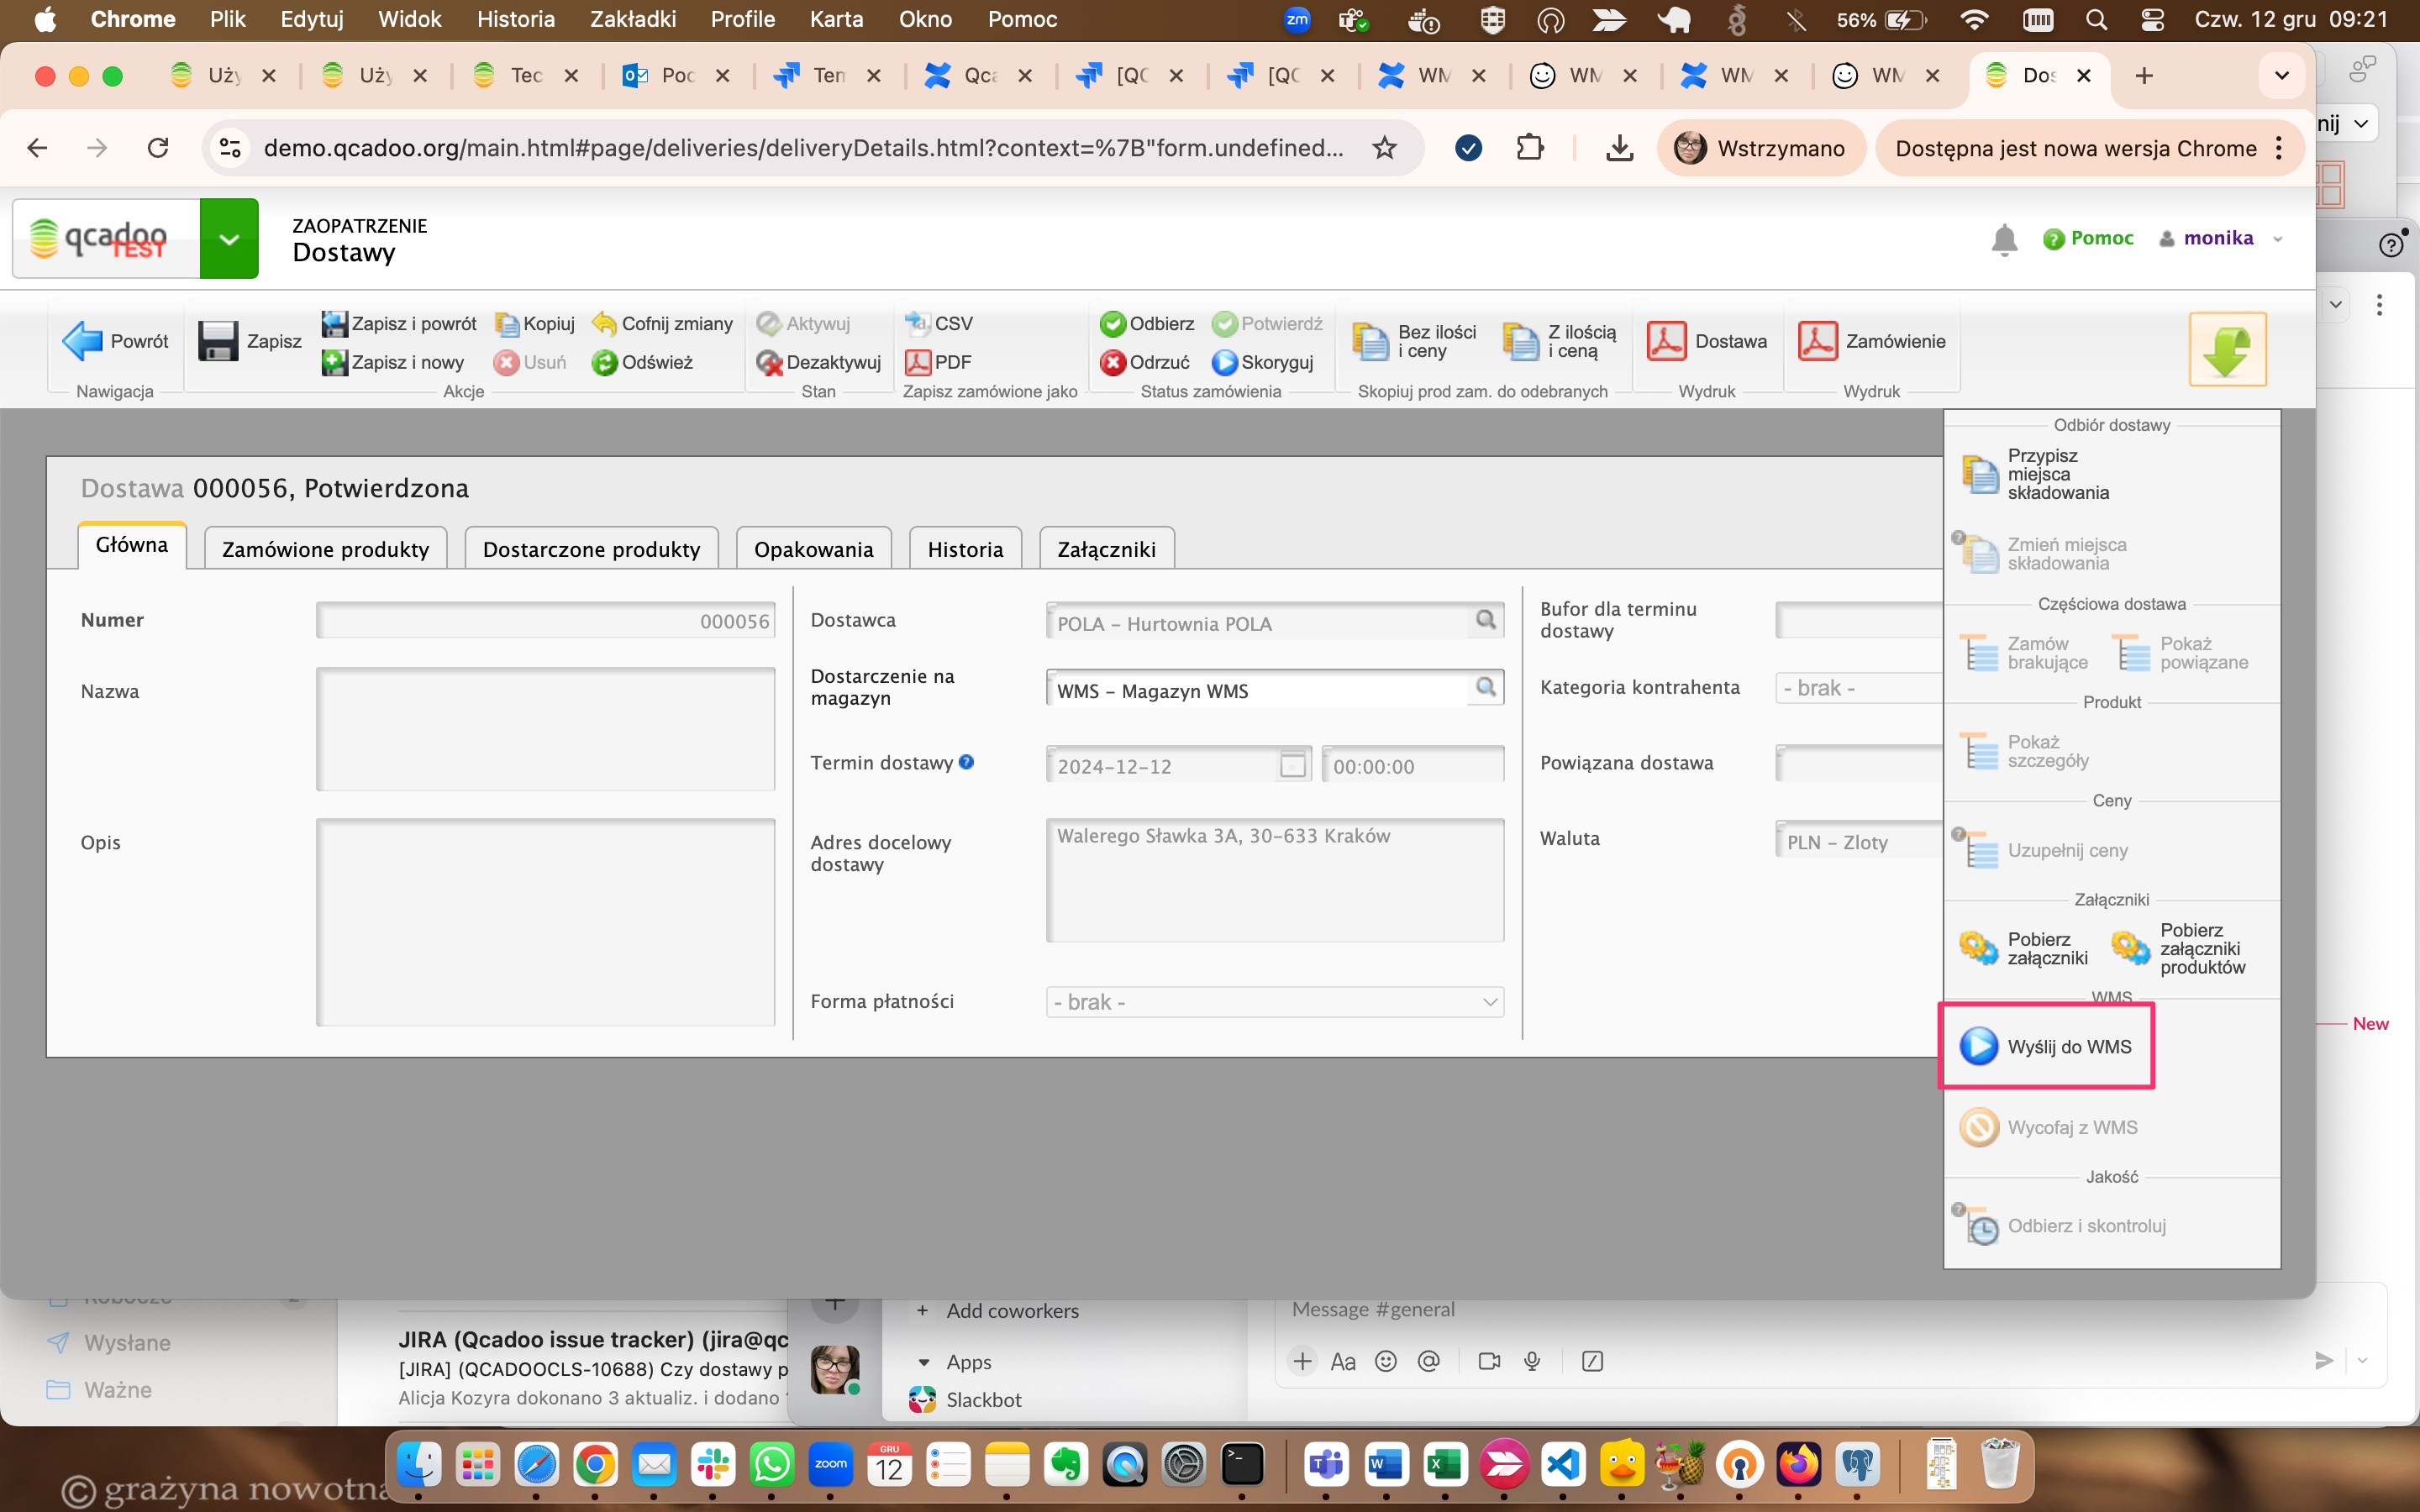 Chrome Plik Edytuj Widok Historia Zakładki Profile Karta Okno Pomoc zm 56% Czw. 12 gru 09:21
Uży Uży Tec Poc Tem Qca [QC [QC WM WM WM WM Dos
demo.qcadoo.org/main.html#page/deliveries/deliveryDetails.html?context=%7B"form.undefined... Wstrzymano Dostępna jest nowa wersja Chrome
nij
qcadoo
TEST
ZAOPATRZENIE
Dostawy
Pomoc monika
Powrót
Nawigacja
Zapisz
Zapisz i powrót Kopiuj Cofnij zmiany
Zapisz i nowy Usuń Odśwież
Akcje
Aktywuj
Dezaktywuj
Stan
CSV
PDF
Zapisz zamówione jako
Odbierz Potwierdź
Odrzuć Skoryguj
Status zamówienia
Bez ilości
i ceny
Z ilością
i ceną
Skopiuj prod zam. do odebranych
Dostawa
Wydruk
Zamówienie
Wydruk
Dostawa 000056, Potwierdzona
Główna Zamówione produkty Dostarczone produkty Opakowania Historia Załączniki
Numer 000056
Nazwa
Opis
Dostawca POLA – Hurtownia POLA
Dostarczenie na
magazyn
WMS – Magazyn WMS
Termin dostawy 2024-12-12 00:00:00
Adres docelowy
dostawy
Walerego Sławka 3A, 30-633 Kraków
Forma płatności - brak -
Bufor dla terminu
dostawy
Kategoria kontrahenta - brak -
Powiązana dostawa
Waluta PLN – Zloty
Odbiór dostawy
Przypisz
miejsca
składowania
Zmień miejsca
składowania
Częściowa dostawa
Zamów
brakujące
Pokaż
powiązane
Produkt
Pokaż
szczegóły
Ceny
Uzupełnij ceny
Załączniki
Pobierz
załączniki
Pobierz
załączniki
produktów
WMS
Wyślij do WMS
Wycofaj z WMS
Jakość
Odbierz i skontroluj
New
Robocze
Wysłane
Ważne
JIRA (Qcadoo issue tracker) (jira@qc
[JIRA] (QCADOOCLS-10688) Czy dostawy p
Alicja Kozyra dokonano 3 aktualiz. i dodano
Add coworkers
Apps
Slackbot
Message #general
Aa
zoom
GRU
12
© grażyna nowotna